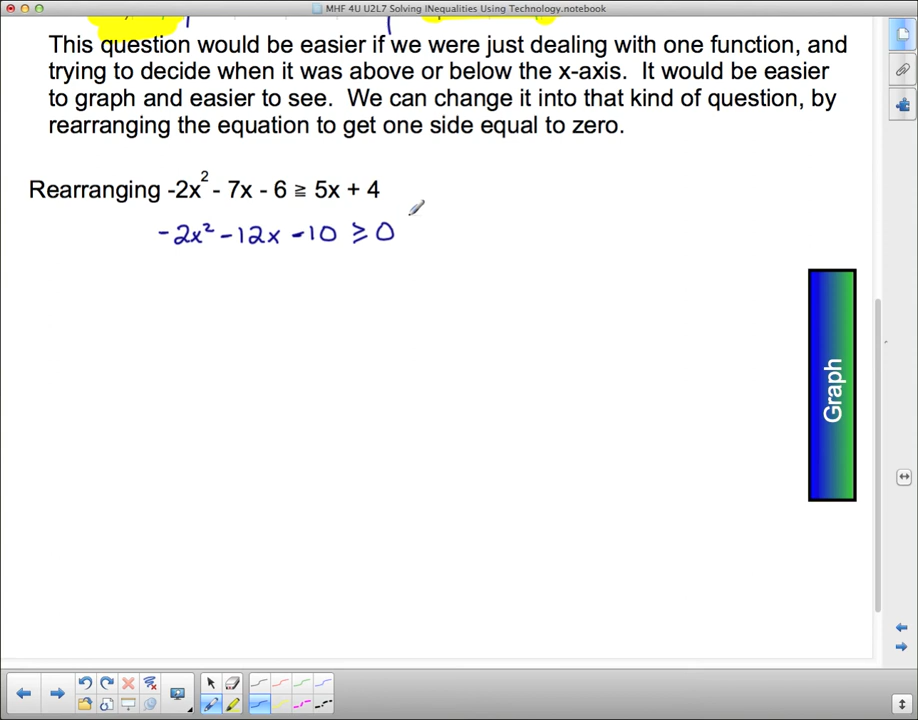 MHF 4U U2L7 Solving INequalities Using Technology.notebook
This question would be easier if we were just dealing with one function, and
trying to decide when it was above or below the x-axis.  It would be easier
to graph and easier to see.  We can change it into that kind of question, by
rearranging the equation to get one side equal to zero.
Rearranging -2x² - 7x - 6 ≧ 5x + 4
-2x² -12x -10 ≥ 0
Graph